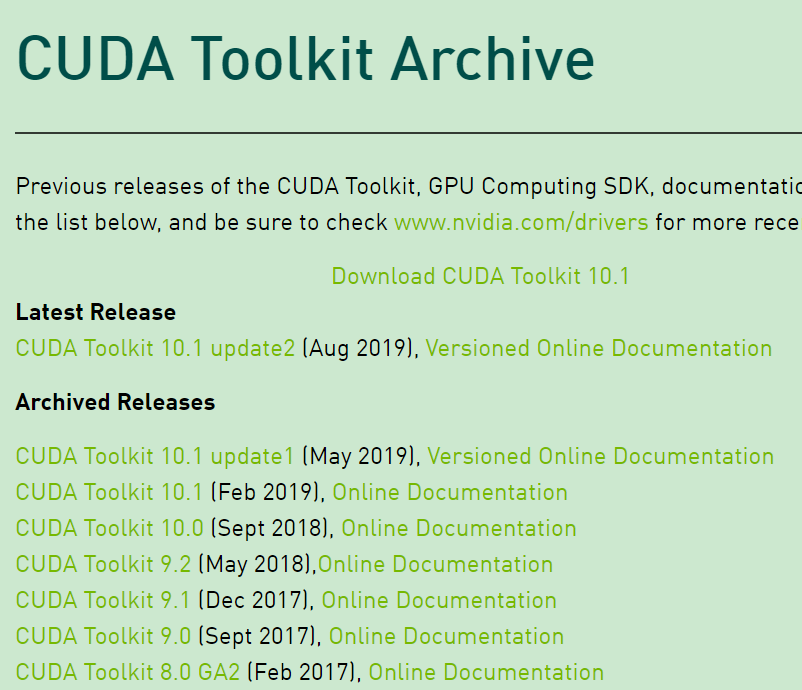 CUDA Toolkit Archive
Previous releases of the CUDA Toolkit, GPU Computing SDK, documentatio
the list below, and be sure to check www.nvidia.com/drivers for more rece
Download CUDA Toolkit 10.1
Latest Release
CUDA Toolkit 10.1 update2 (Aug 2019), Versioned Online Documentation
Archived Releases
CUDA Toolkit 10.1 update1 (May 2019), Versioned Online Documentation
CUDA Toolkit 10.1 (Feb 2019), Online Documentation
CUDA Toolkit 10.0 (Sept 2018), Online Documentation
CUDA Toolkit 9.2 (May 2018),Online Documentation
CUDA Toolkit 9.1 (Dec 2017), Online Documentation
CUDA Toolkit 9.0 (Sept 2017), Online Documentation
CUDA Toolkit 8.0 GA2 (Feb 2017), Online Documentation